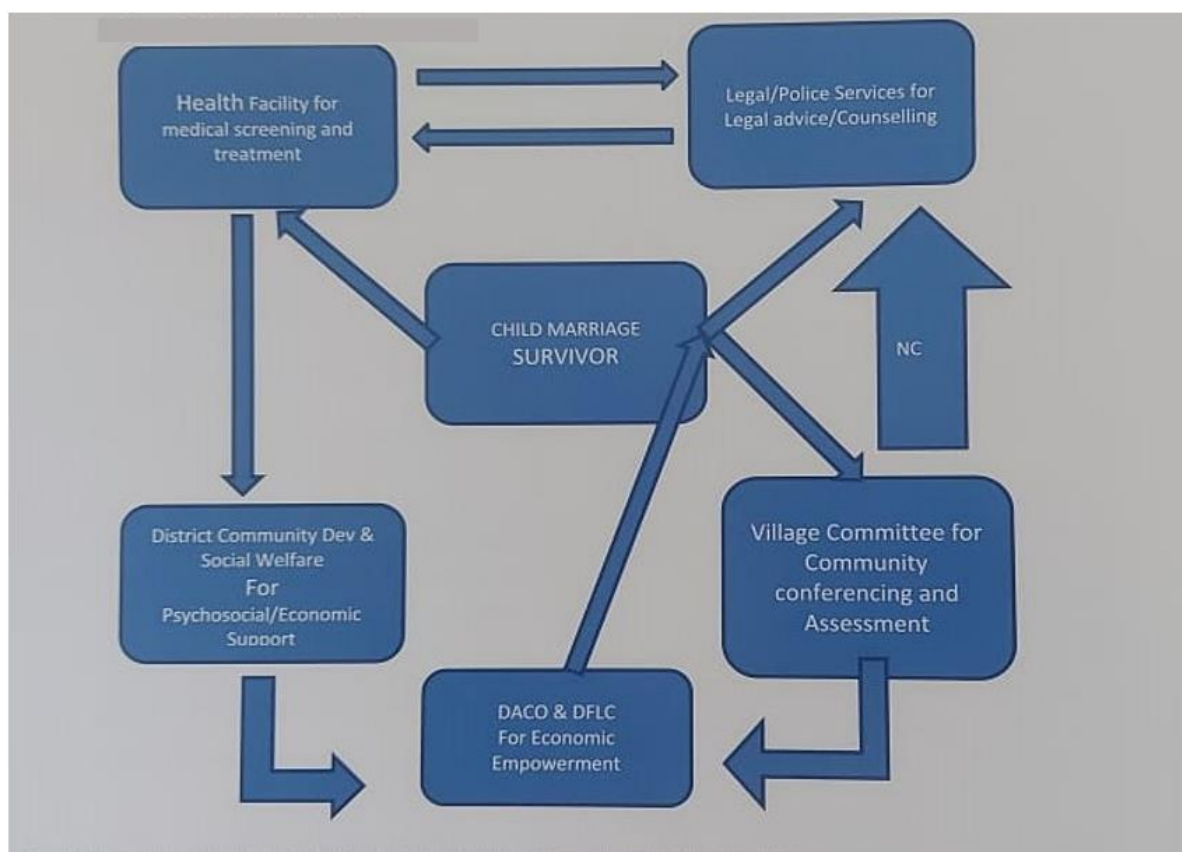 Health Facility for
medical screening and
treatment
Legal/Police Services for
Legal advice/Counselling
CHILD MARRIAGE
SURVIVOR
NC
District Community Dev &
Social Welfare
For
Psychosocial/Economic
Support
Village Committee for
Community
conferencing and
Assessment
DACO & DFLC
For Economic
Empowerment